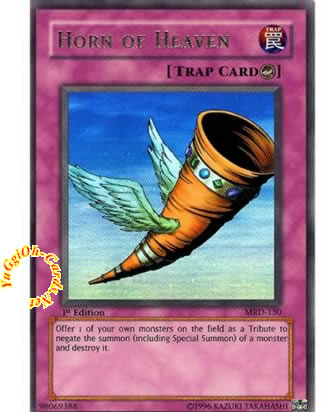 HORN OF HEAVEN
TRAP
罠
[TRAP CARD]
YuGgiOh-Cards.Net
1st Edition
MRD-130
Offer 1 of your own monsters on the field as a Tribute to
negate the summon (including Special Summon) of a
monster and destroy it.
98069388
©1996 KAZUKI TAKAHASHI